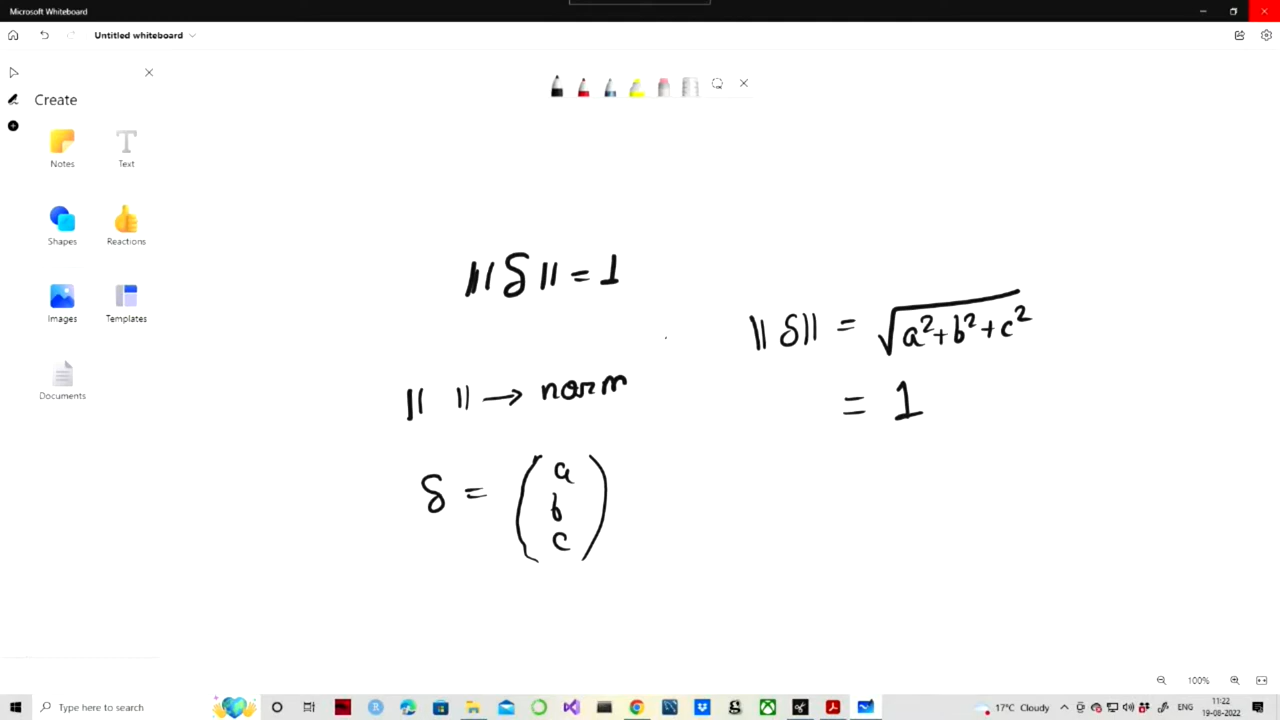 Microsoft Whiteboard
Untitled whiteboard
Create
Notes Text
Shapes Reactions
Images Templates
Documents
||δ|| = 1
||δ|| = √a²+b²+c²
|| || → norm
= 1
δ = (a
b
c)
100%
Type here to search
17°C Cloudy
ENG
11:22
19-08-2022